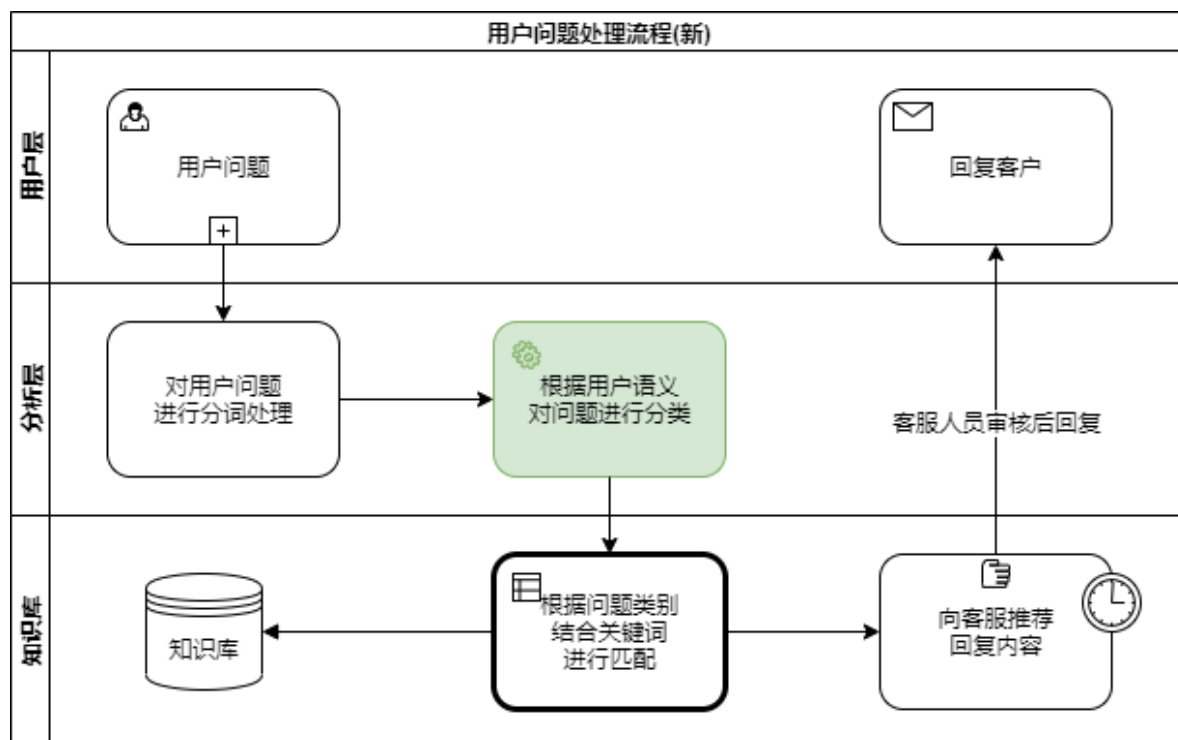 用户问题处理流程(新)
用户层
用户问题
回复客户
分析层
对用户问题
进行分词处理
根据用户语义
对问题进行分类
客服人员审核后回复
知识库
知识库
根据问题类别
结合关键词
进行匹配
向客服推荐
回复内容